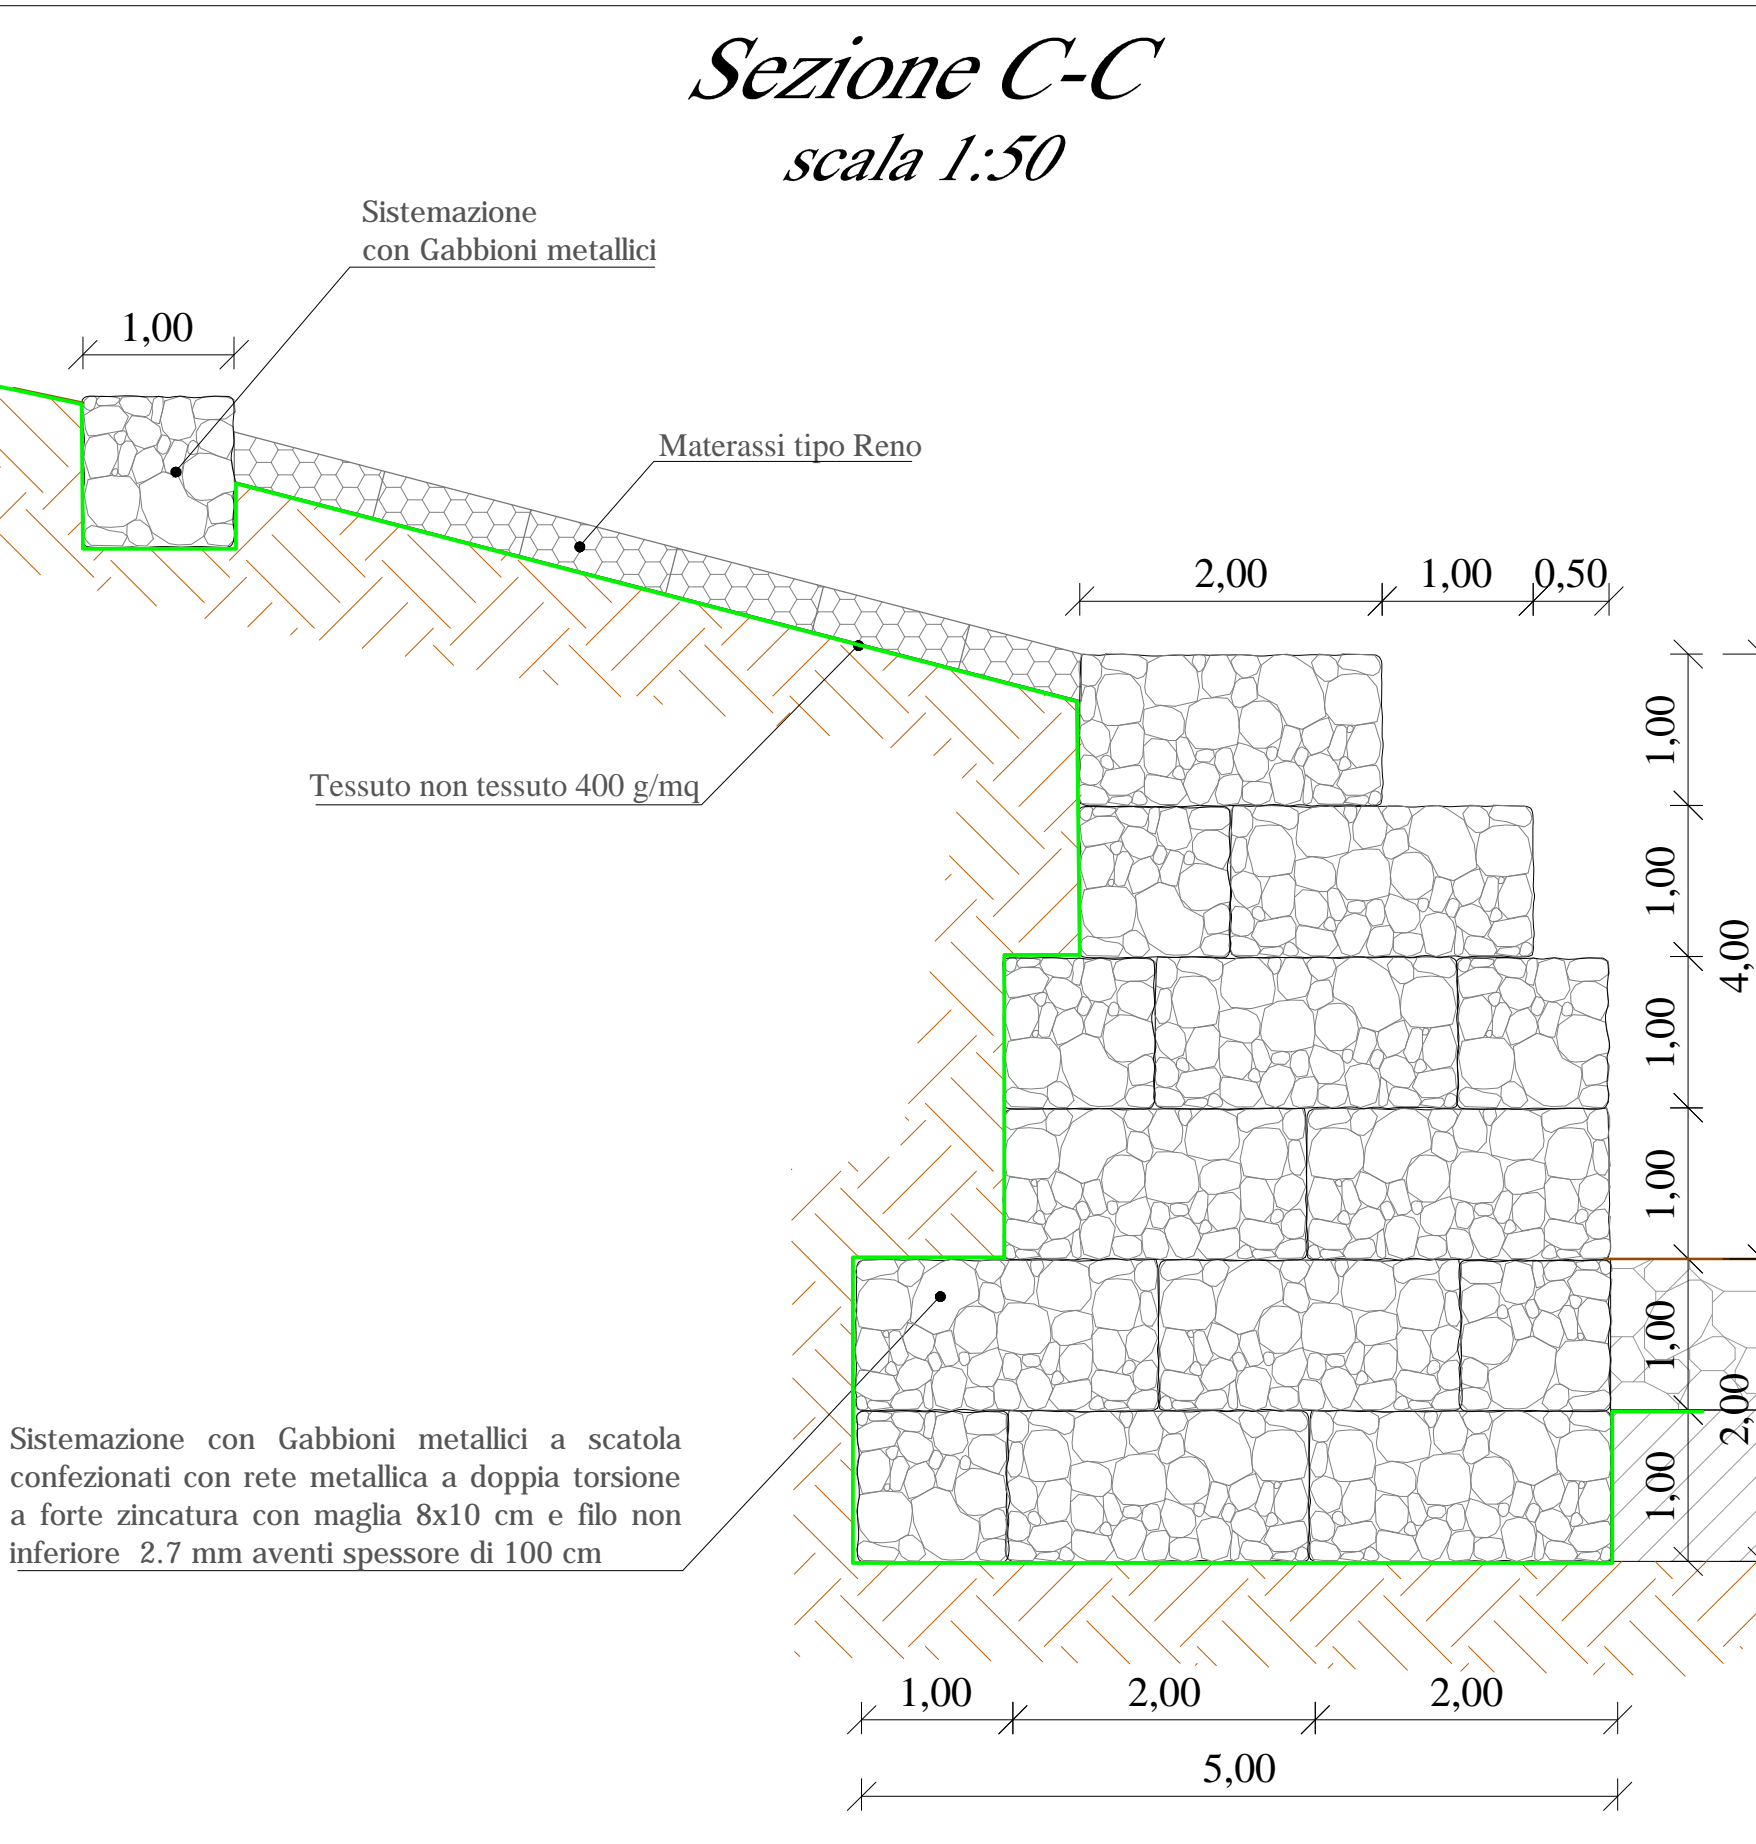 Sezione C-C
scala 1:50
Sistemazione
con Gabbioni metallici
1,00
Materassi tipo Reno
2,00 1,00 0,50
Tessuto non tessuto 400 g/mq
1,00
1,00
4,00
1,00
1,00
1,00
2,00
1,00
Sistemazione con Gabbioni metallici a scatola
confezionati con rete metallica a doppia torsione
a forte zincatura con maglia 8x10 cm e filo non
inferiore 2.7 mm aventi spessore di 100 cm
1,00 2,00 2,00
5,00